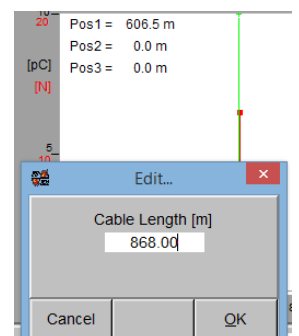 20 Pos1 = 606.5 m
Pos2 = 0.0 m
[pC] Pos3 = 0.0 m
[N]
5
10
Edit...
Cable Length [m]
868.00
Cancel OK